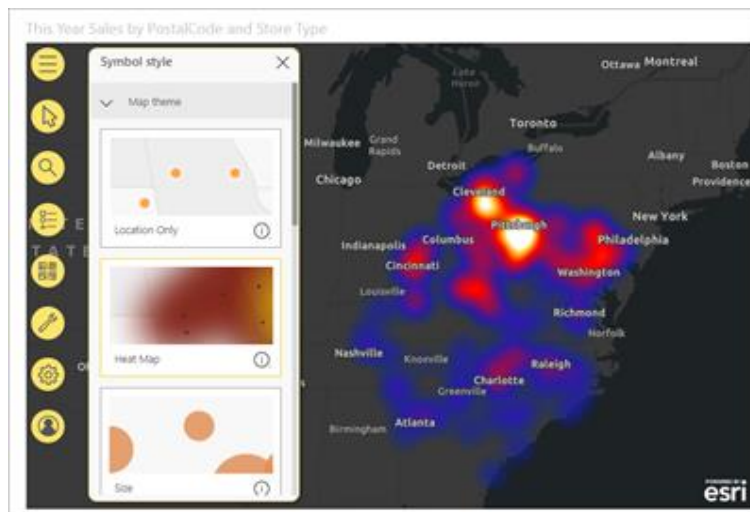 This Year Sales by PostalCode and Store Type
Symbol style
Map theme
Location Only
Heat Map
Size
Ottawa Montreal
Toronto
Milwaukee Grand Rapids
Buffalo
Albany
Boston
Detroit
Providence
Chicago
Cleveland
New York
Pittsburgh
Philadelphia
Indianapolis Columbus
Cincinnati
Washington
Louisville
Richmond
Norfolk
Nashville Knoxville
Raleigh
Charlotte
Greenville
Birmingham Atlanta
POWERED BY
esri